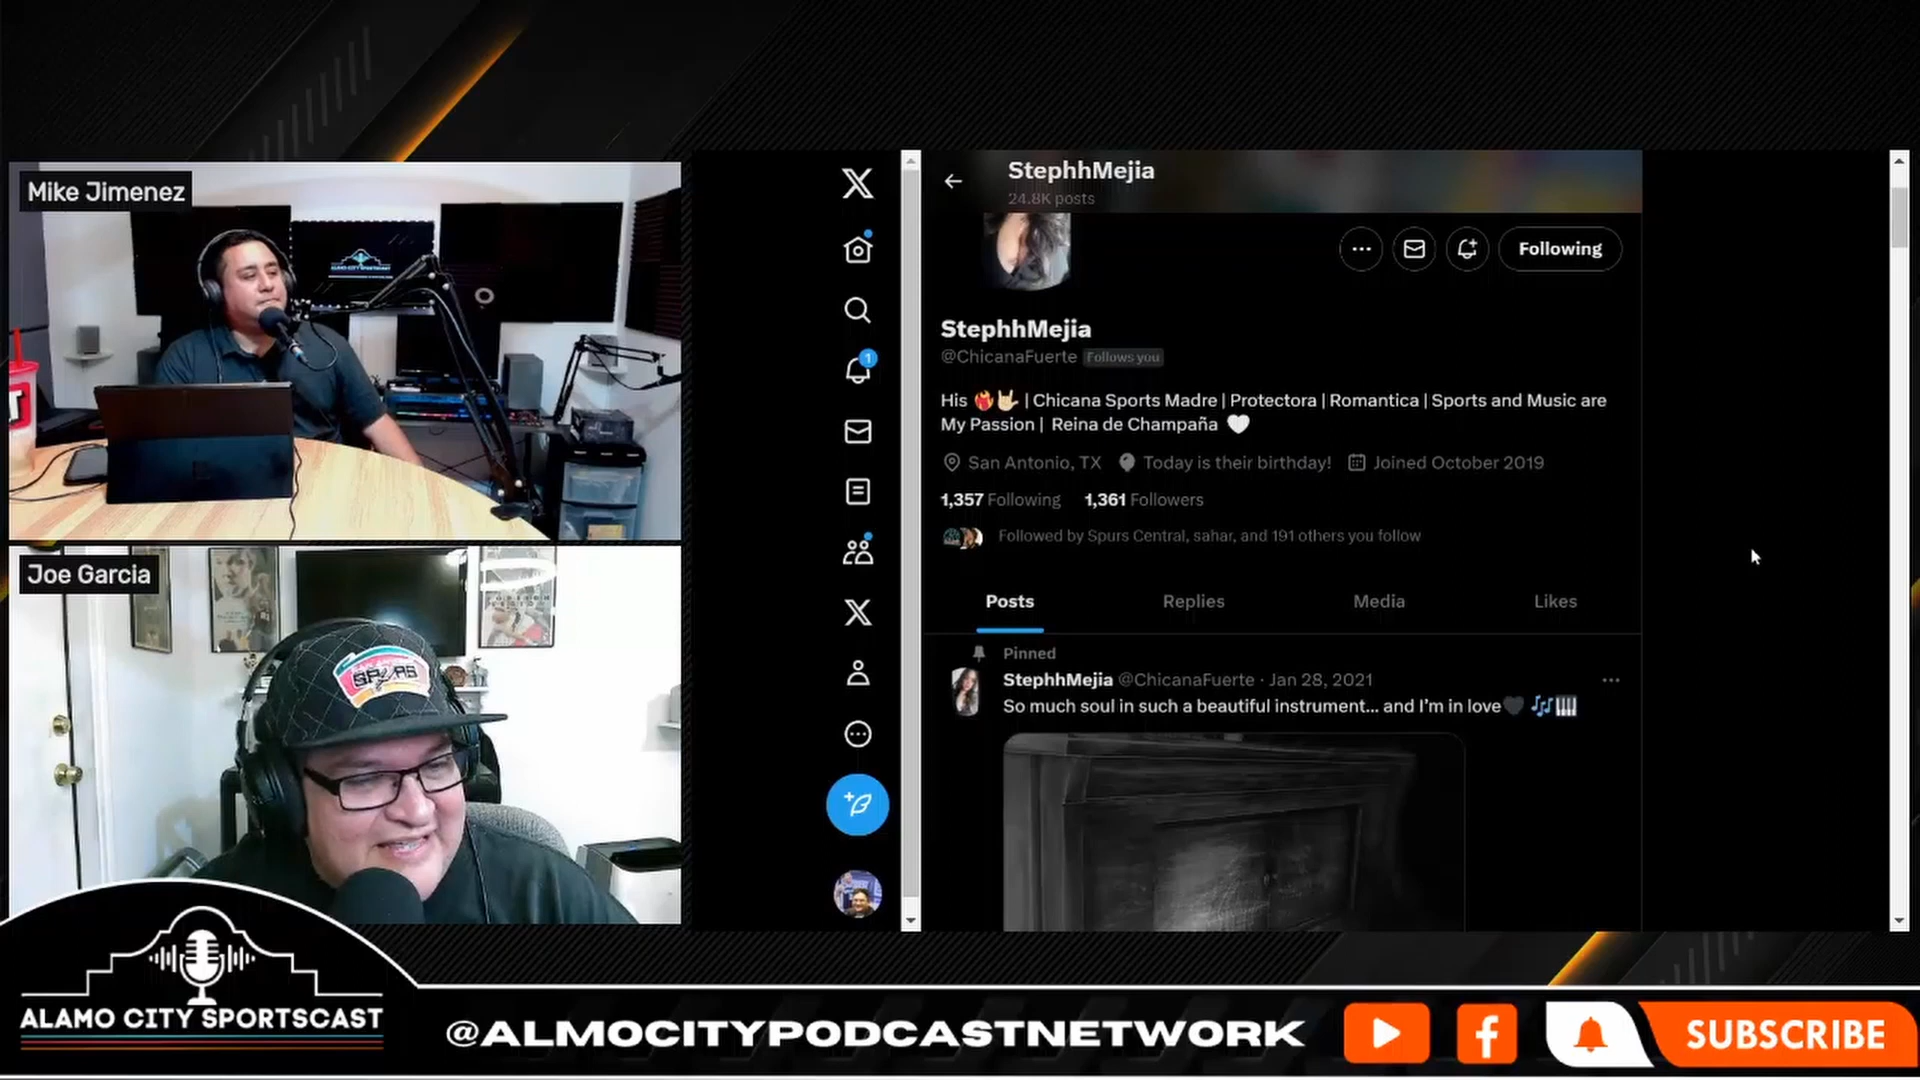 Mike Jimenez
Joe Garcia
SPURS
1
StephhMejia
24.8K posts
Following
StephhMejia
@ChicanaFuerte Follows you
His 🔥🤟 | Chicana Sports Madre | Protectora | Romantica | Sports and Music are
My Passion | Reina de Champaña 🤍
San Antonio, TX Today is their birthday! Joined October 2019
1,357 Following 1,361 Followers
Followed by Spurs Central, sahar, and 191 others you follow
Posts Replies Media Likes
Pinned
StephhMejia @ChicanaFuerte · Jan 28, 2021
So much soul in such a beautiful instrument... and I'm in love🖤 🎶🎹
ALAMO CITY SPORTSCAST
@ALMOCITYPODCASTNETWORK
SUBSCRIBE